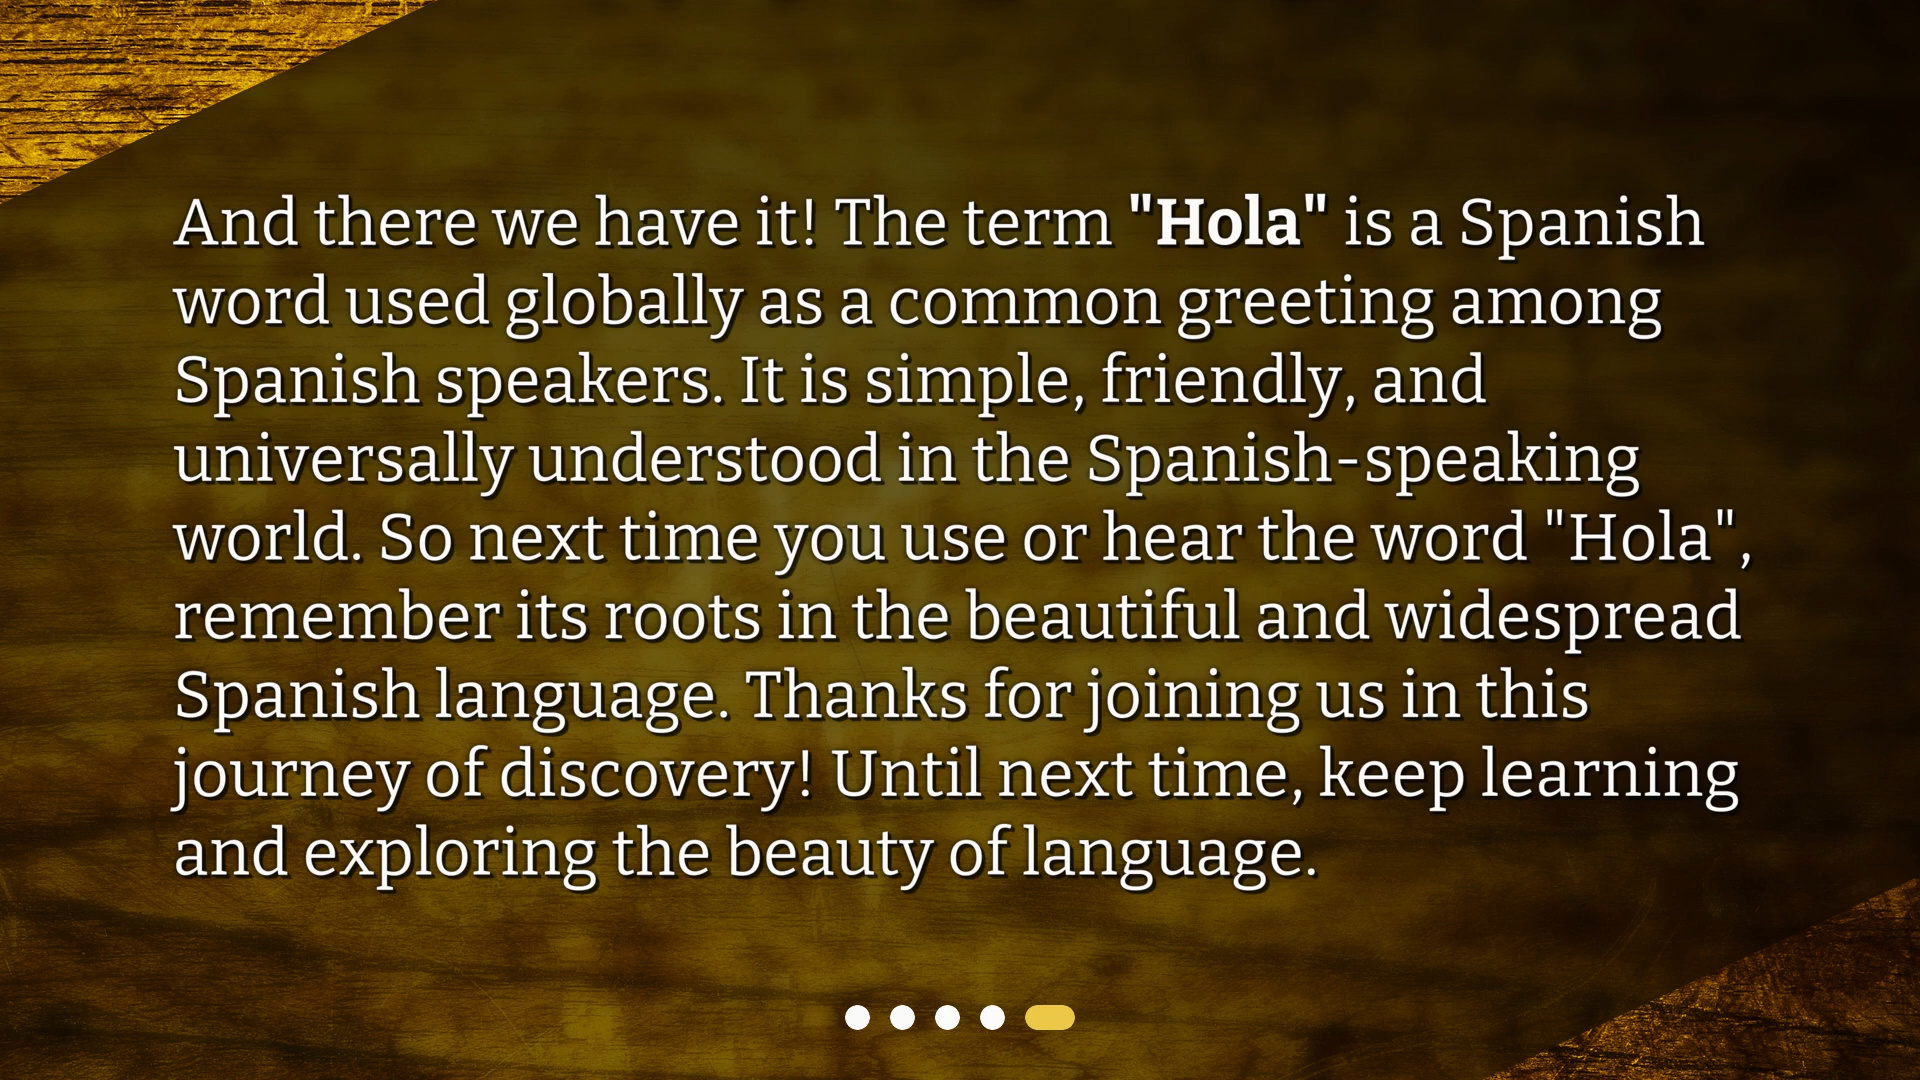 And there we have it! The term "Hola" is a Spanish
word used globally as a common greeting among
Spanish speakers. It is simple, friendly, and
universally understood in the Spanish-speaking
world. So next time you use or hear the word "Hola",
remember its roots in the beautiful and widespread
Spanish language. Thanks for joining us in this
journey of discovery! Until next time, keep learning
and exploring the beauty of language.